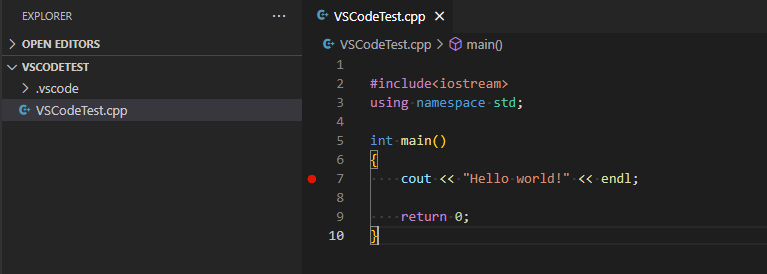 EXPLORER
···
OPEN EDITORS
VSCODETEST
.vscode
VSCodeTest.cpp
VSCodeTest.cpp ×
VSCodeTest.cpp > main()
1
2 #include<iostream>
3 using namespace std;
4
5 int main()
6 {
7     cout << "Hello world!" << endl;
8
9     return 0;
10 }